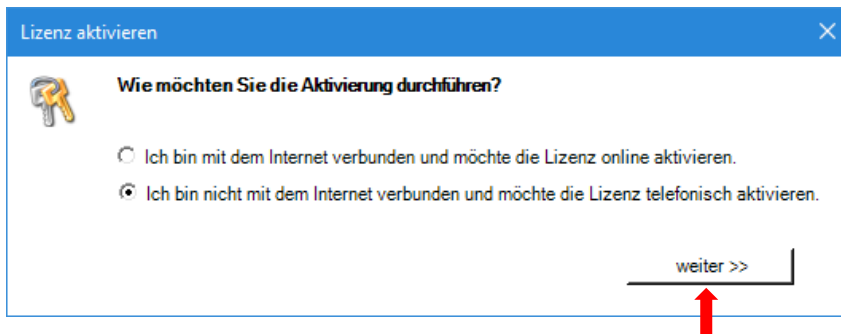 Lizenz aktivieren
Wie möchten Sie die Aktivierung durchführen?
Ich bin mit dem Internet verbunden und möchte die Lizenz online aktivieren.
Ich bin nicht mit dem Internet verbunden und möchte die Lizenz telefonisch aktivieren.
weiter >>